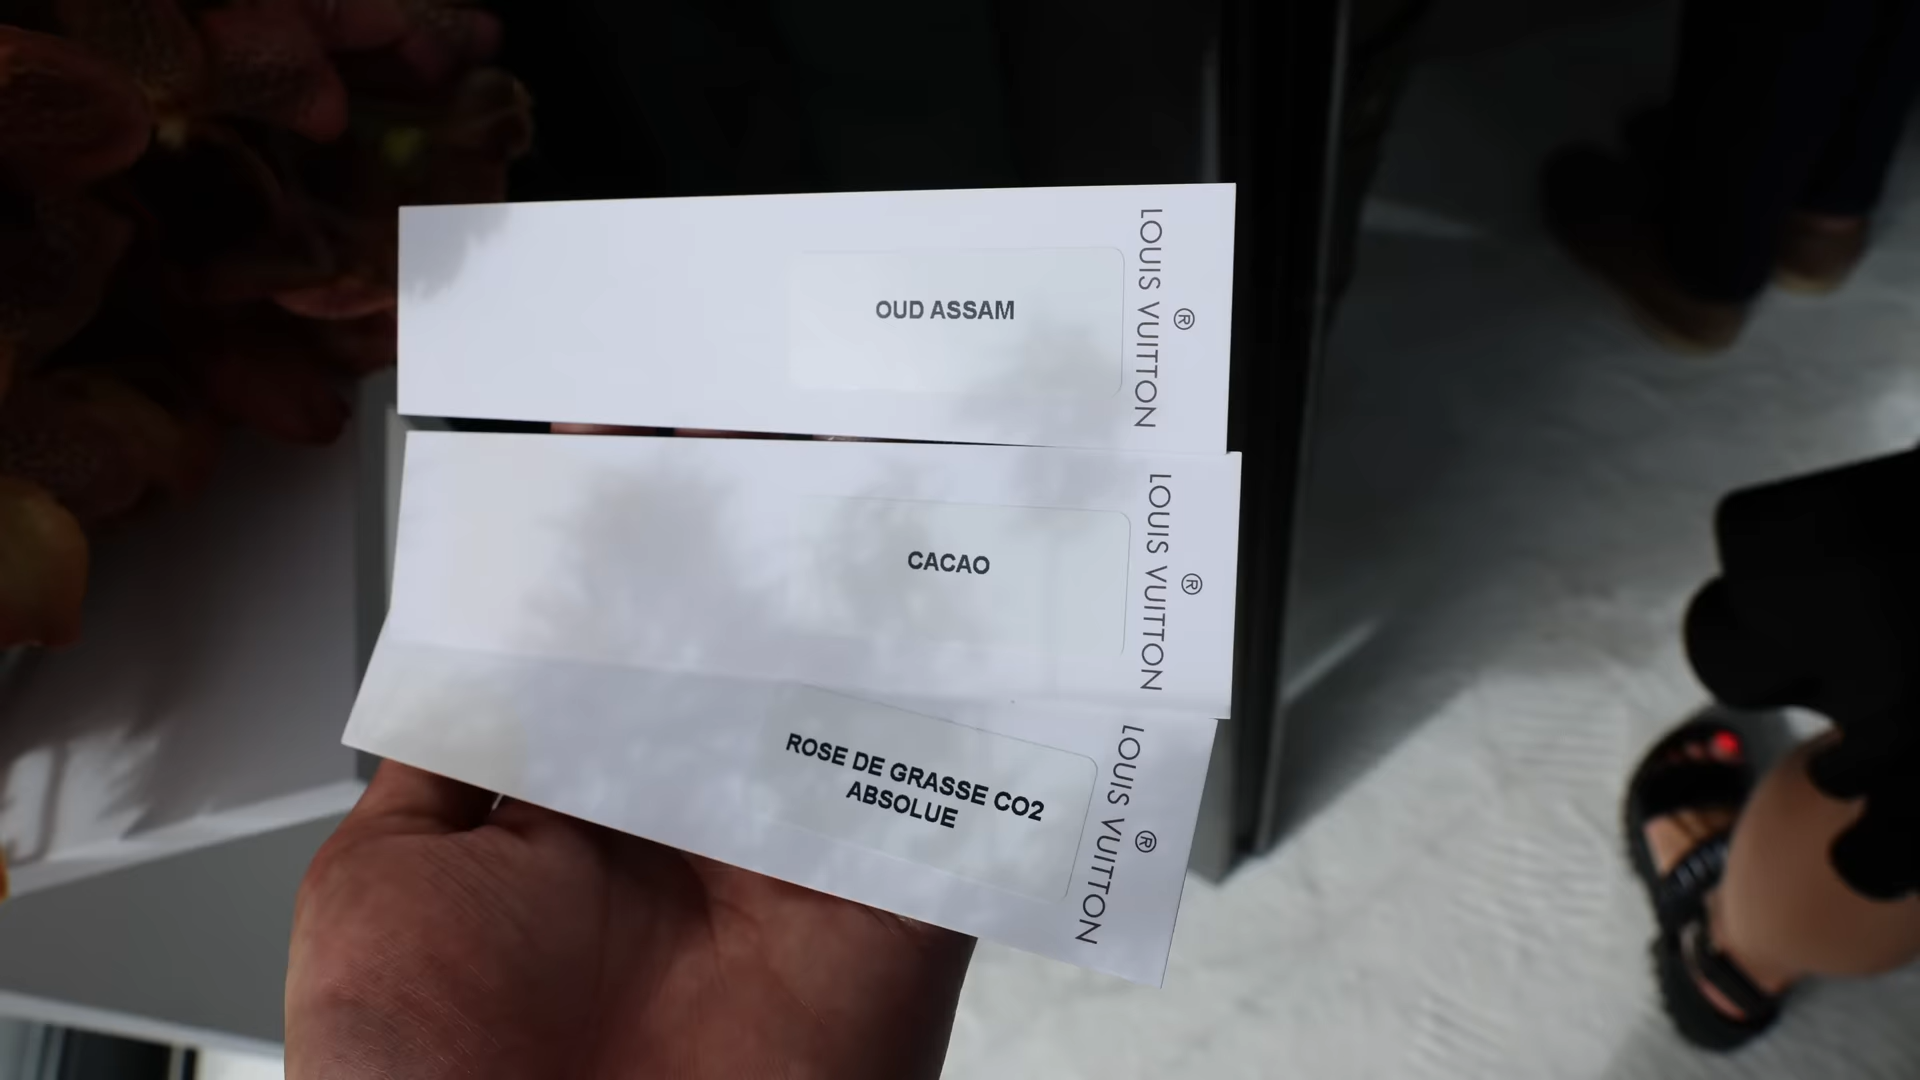 OUD ASSAM
LOUIS VUITTON
®
CACAO
LOUIS VUITTON
®
ROSE DE GRASSE CO2
ABSOLUE
LOUIS VUITTON
®